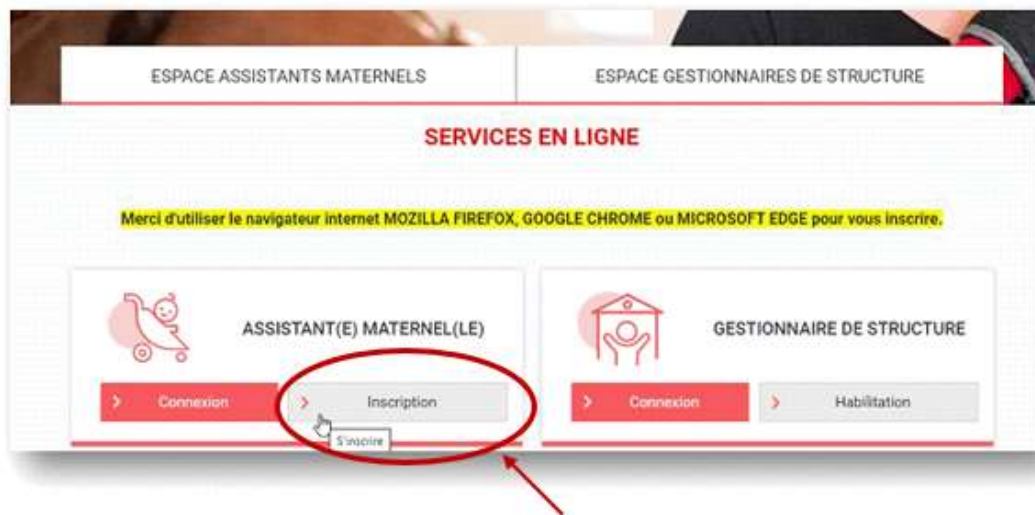 ESPACE ASSISTANTS MATERNELS
ESPACE GESTIONNAIRES DE STRUCTURE
SERVICES EN LIGNE
Merci d'utiliser le navigateur internet MOZILLA FIREFOX, GOOGLE CHROME ou MICROSOFT EDGE pour vous inscrire.
ASSISTANT(E) MATERNEL(LE)
Connexion
Inscription
S'inscrire
GESTIONNAIRE DE STRUCTURE
Connexion
Habilitation